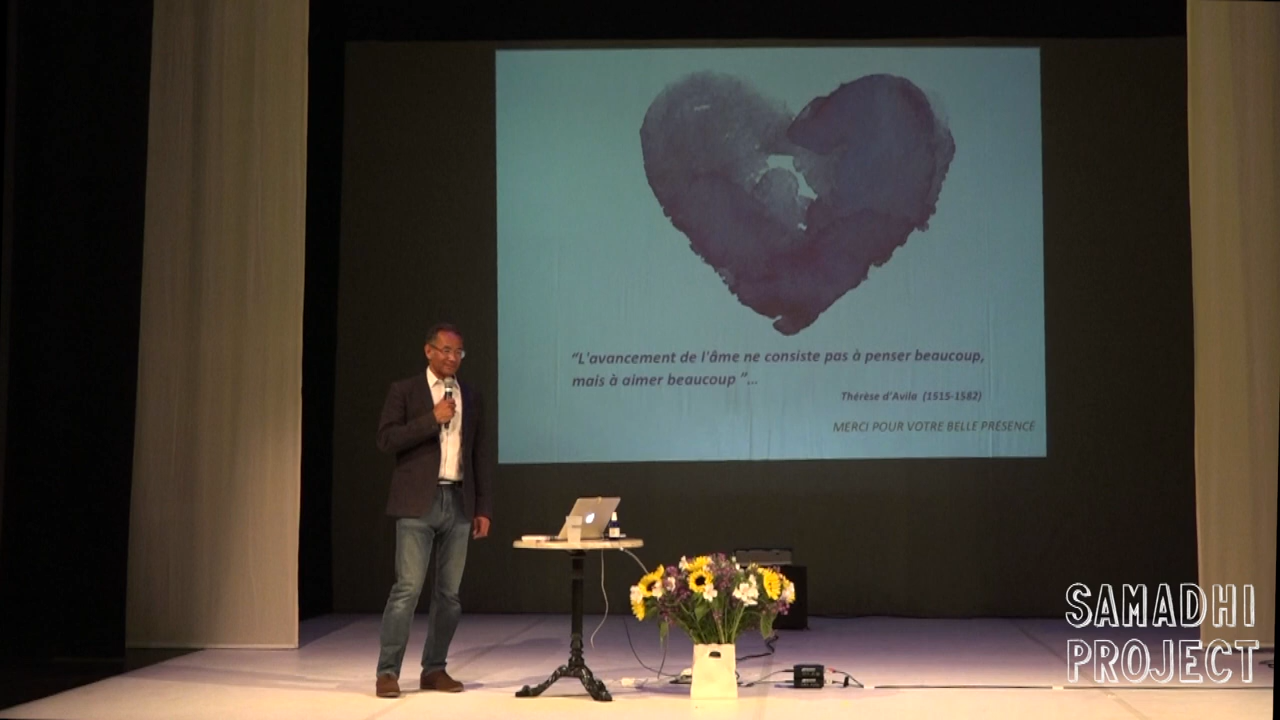 “L'avancement de l'âme ne consiste pas à penser beaucoup,
mais à aimer beaucoup ”...
Thérèse d'Avila (1515-1582)
MERCI POUR VOTRE BELLE PRÉSENCE
SAMADHI
PROJECT